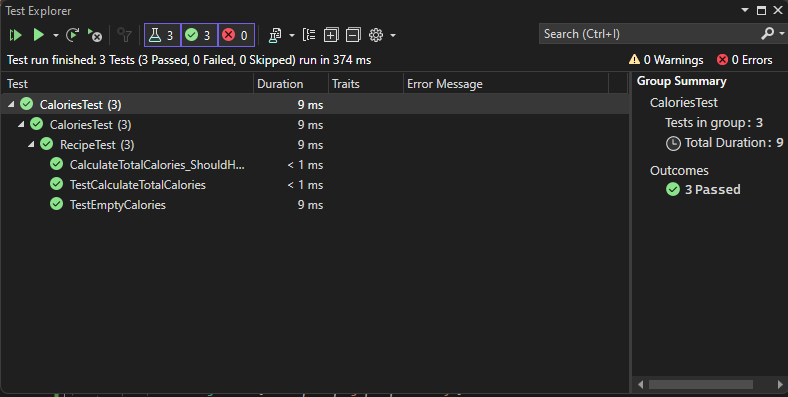 Test Explorer
3 3 0
Search (Ctrl+I)
Test run finished: 3 Tests (3 Passed, 0 Failed, 0 Skipped) run in 374 ms
0 Warnings
0 Errors
Test Duration Traits Error Message
CaloriesTest (3) 9 ms
CaloriesTest (3) 9 ms
RecipeTest (3) 9 ms
CalculateTotalCalories_ShouldH... < 1 ms
TestCalculateTotalCalories < 1 ms
TestEmptyCalories 9 ms
Group Summary
CaloriesTest
Tests in group: 3
Total Duration: 9
Outcomes
3 Passed